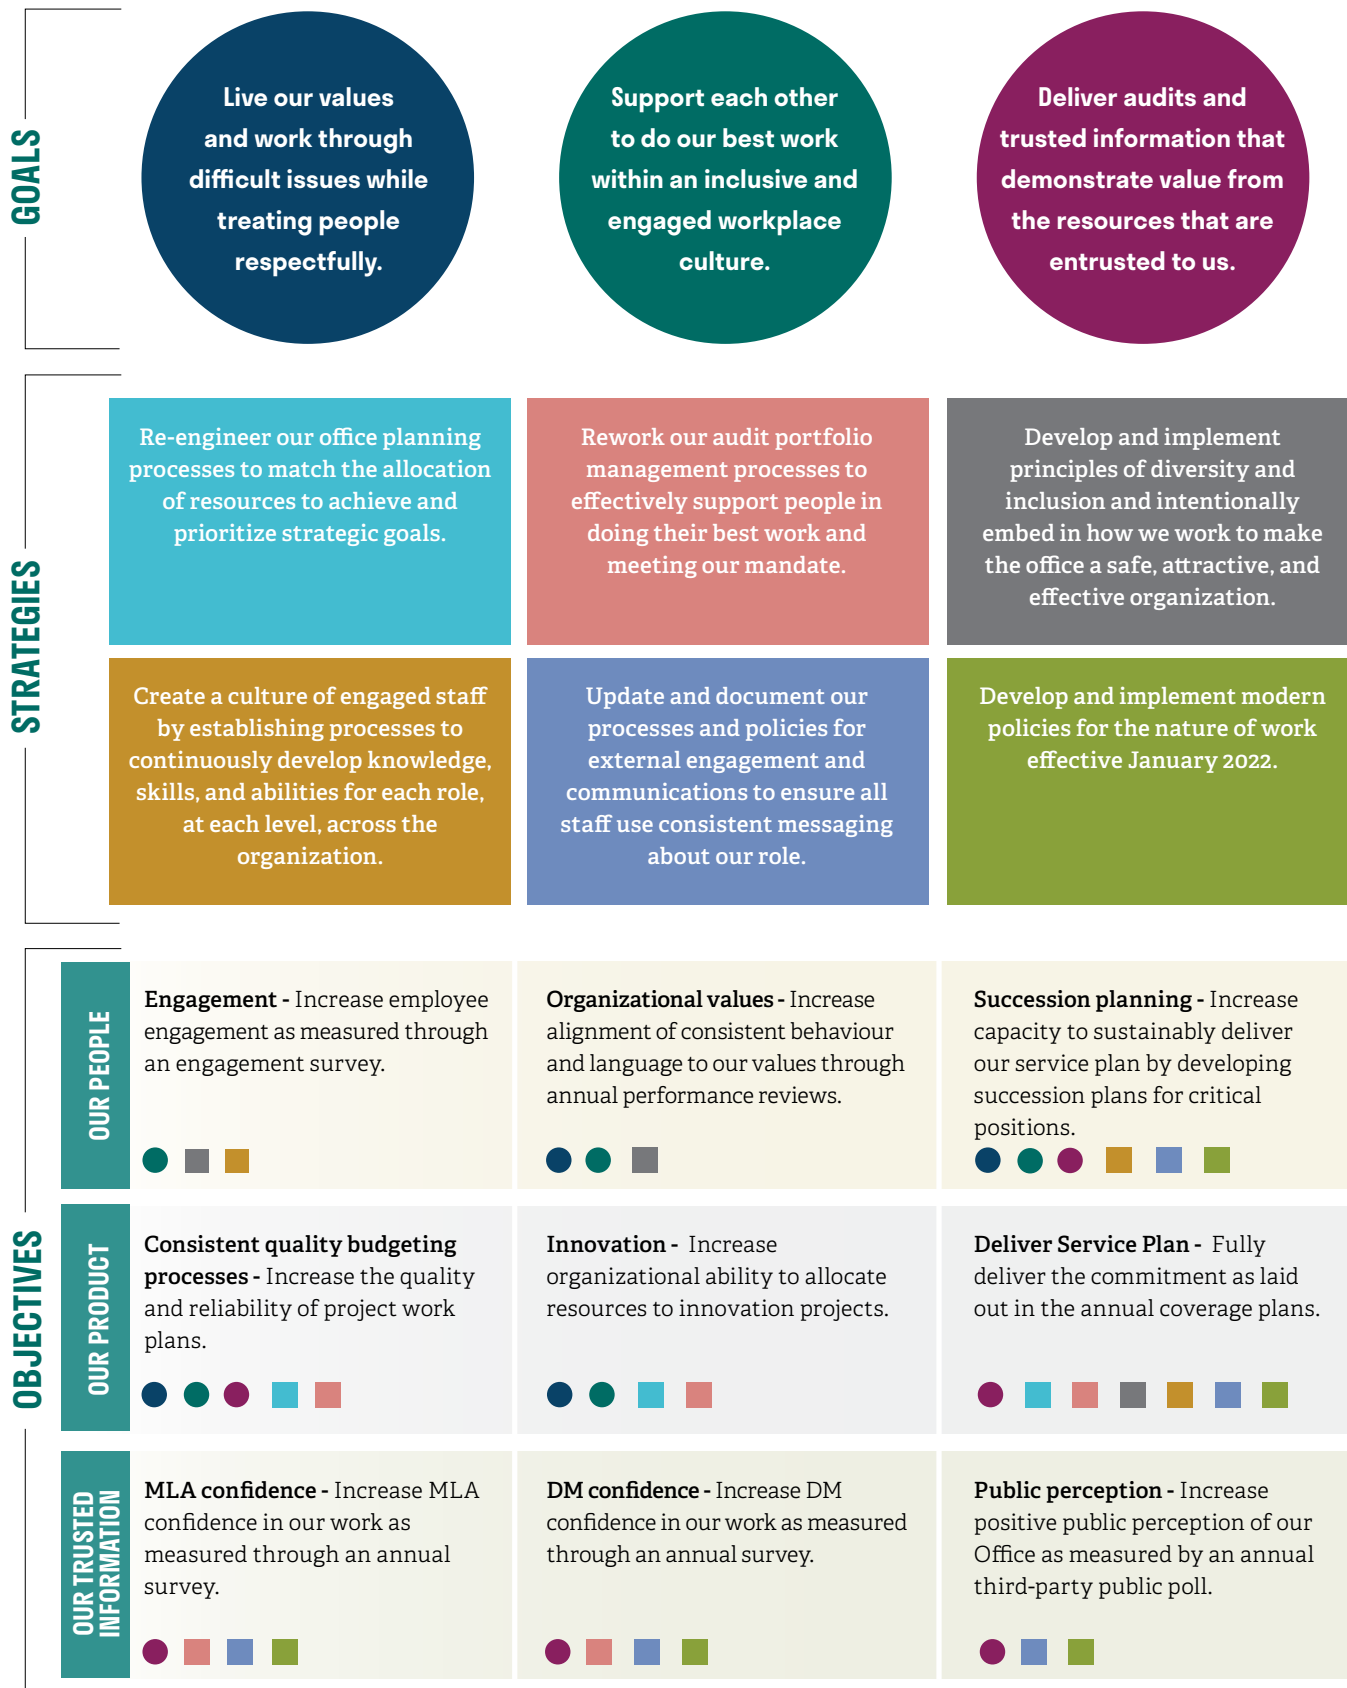 GOALS
Live our values
and work through
difficult issues while
treating people
respectfully.
Support each other
to do our best work
within an inclusive and
engaged workplace
culture.
Deliver audits and
trusted information that
demonstrate value from
the resources that are
entrusted to us.
STRATEGIES
Re-engineer our office planning
processes to match the allocation
of resources to achieve and
prioritize strategic goals.
Rework our audit portfolio
management processes to
effectively support people in
doing their best work and
meeting our mandate.
Develop and implement
principles of diversity and
inclusion and intentionally
embed in how we work to make
the office a safe, attractive, and
effective organization.
Create a culture of engaged staff
by establishing processes to
continuously develop knowledge,
skills, and abilities for each role,
at each level, across the
organization.
Update and document our
processes and policies for
external engagement and
communications to ensure all
staff use consistent messaging
about our role.
Develop and implement modern
policies for the nature of work
effective January 2022.
OBJECTIVES
OUR PEOPLE
Engagement - Increase employee
engagement as measured through
an engagement survey.
Organizational values - Increase
alignment of consistent behaviour
and language to our values through
annual performance reviews.
Succession planning - Increase
capacity to sustainably deliver
our service plan by developing
succession plans for critical
positions.
OUR PRODUCT
Consistent quality budgeting
processes - Increase the quality
and reliability of project work
plans.
Innovation - Increase
organizational ability to allocate
resources to innovation projects.
Deliver Service Plan - Fully
deliver the commitment as laid
out in the annual coverage plans.
OUR TRUSTED
INFORMATION
MLA confidence - Increase MLA
confidence in our work as
measured through an annual
survey.
DM confidence - Increase DM
confidence in our work as measured
through an annual survey.
Public perception - Increase
positive public perception of our
Office as measured by an annual
third-party public poll.